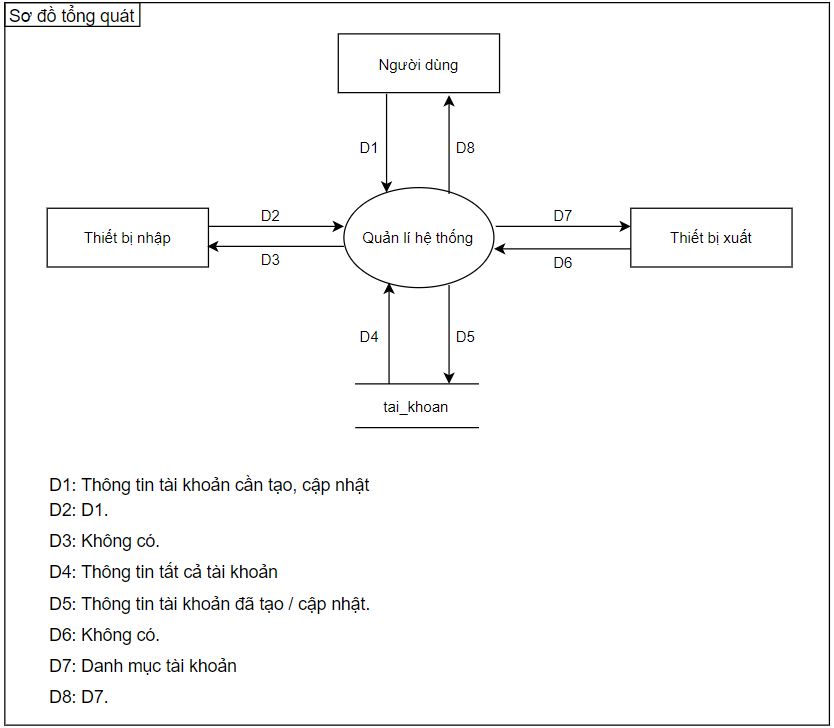 Sơ đồ tổng quát
Người dùng
D1
D8
Thiết bị nhập
D2
D3
Quản lí hệ thống
D7
D6
Thiết bị xuất
D4
D5
tai_khoan
D1: Thông tin tài khoản cần tạo, cập nhật
D2: D1.
D3: Không có.
D4: Thông tin tất cả tài khoản
D5: Thông tin tài khoản đã tạo / cập nhật.
D6: Không có.
D7: Danh mục tài khoản
D8: D7.